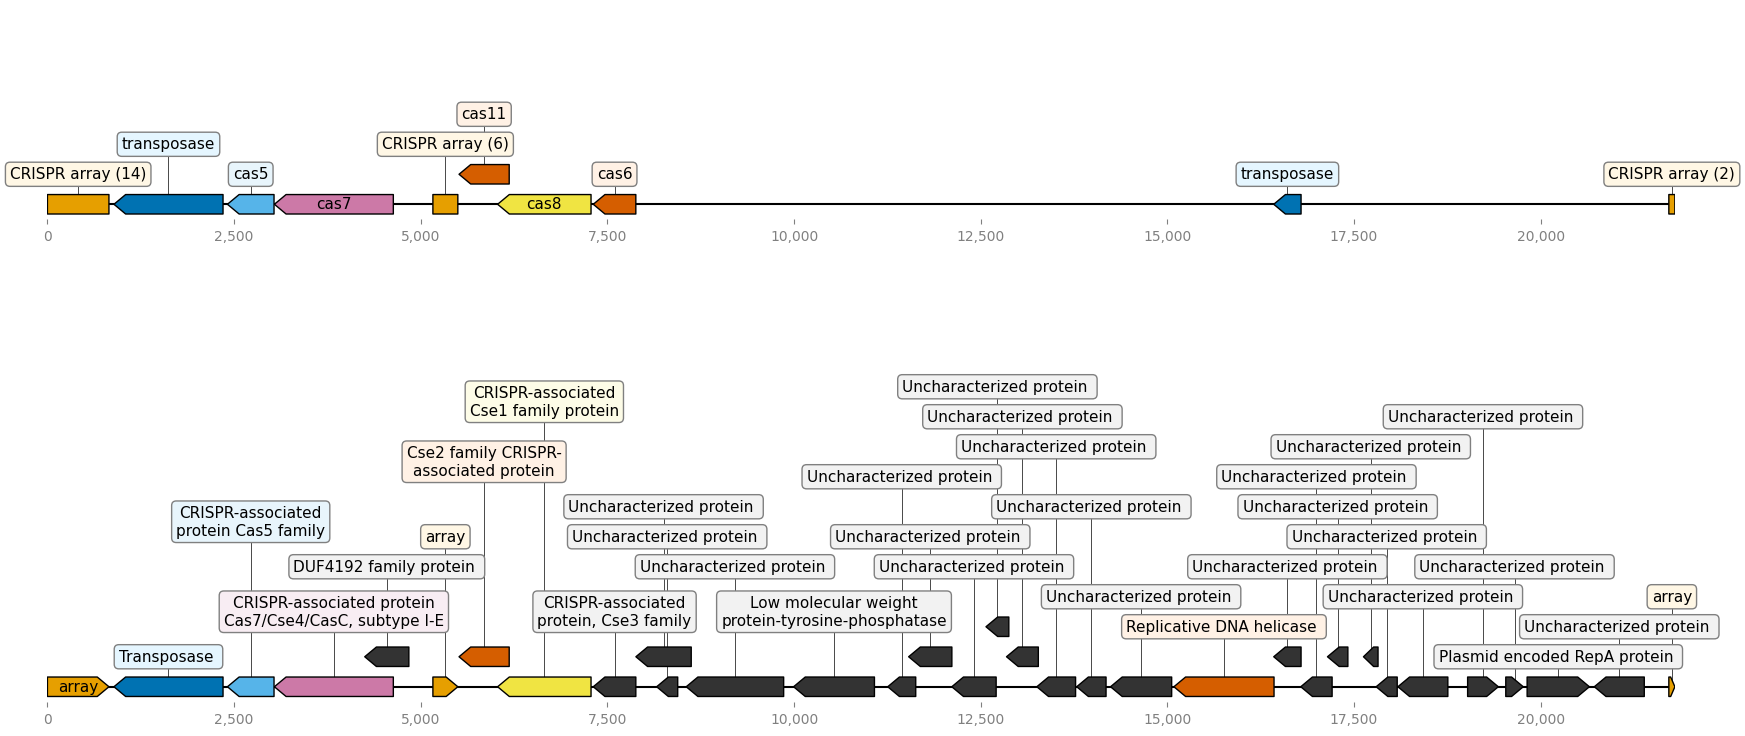 cas11
transposase
CRISPR array (6)
CRISPR array (14)
cas5
cas6
transposase
CRISPR array (2)
cas7
cas8
0
2,500
5,000
7,500
10,000
12,500
15,000
17,500
20,000
Uncharacterized protein
CRISPR-associated
Cse1 family protein
Uncharacterized protein
Uncharacterized protein
Uncharacterized protein
Uncharacterized protein
Cse2 family CRISPR-
associated protein
Uncharacterized protein
Uncharacterized protein
Uncharacterized protein
Uncharacterized protein
Uncharacterized protein
CRISPR-associated
protein Cas5 family
array
Uncharacterized protein
Uncharacterized protein
Uncharacterized protein
DUF4192 family protein
Uncharacterized protein
Uncharacterized protein
Uncharacterized protein
Uncharacterized protein
CRISPR-associated protein
Cas7/Cse4/CasC, subtype I-E
CRISPR-associated
protein, Cse3 family
Low molecular weight
protein-tyrosine-phosphatase
Uncharacterized protein
Uncharacterized protein
array
Replicative DNA helicase
Uncharacterized protein
Transposase
Plasmid encoded RepA protein
array
0
2,500
5,000
7,500
10,000
12,500
15,000
17,500
20,000